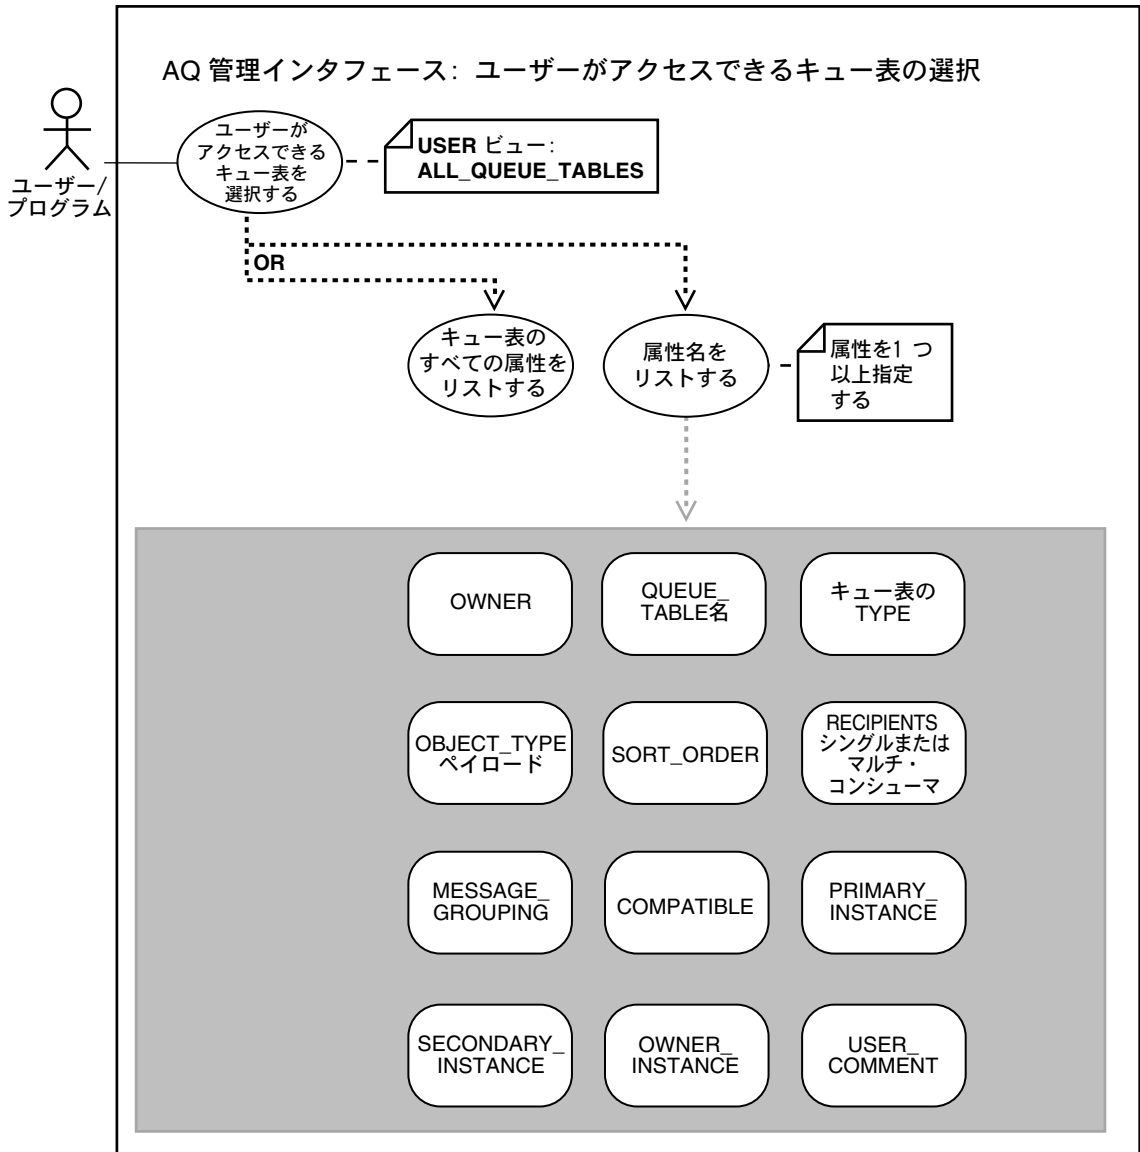 AQ 管理インタフェース: ユーザーがアクセスできるキュー表の選択
ユーザー/
プログラム
ユーザーが
アクセスできる
キュー表を
選択する
USER ビュー:
ALL_QUEUE_TABLES
OR
キュー表の
すべての属性を
リストする
属性名を
リストする
属性を1 つ
以上指定
する
OWNER
QUEUE_
TABLE名
キュー表の
TYPE
OBJECT_TYPE
ペイロード
SORT_ORDER
RECIPIENTS
シングルまたは
マルチ・
コンシューマ
MESSAGE_
GROUPING
COMPATIBLE
PRIMARY_
INSTANCE
SECONDARY_
INSTANCE
OWNER_
INSTANCE
USER_
COMMENT